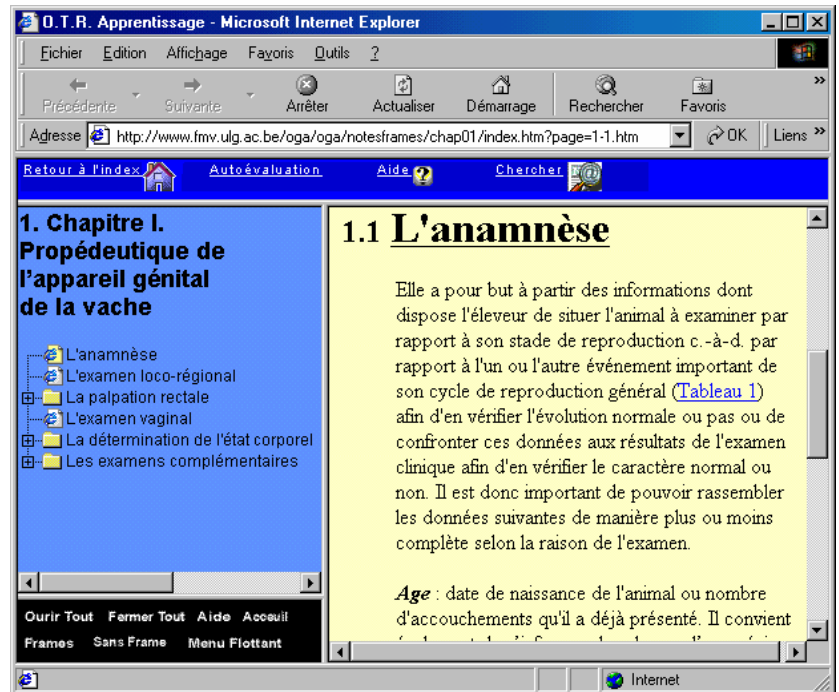 O.T.R. Apprentissage - Microsoft Internet Explorer
Fichier Edition Affichage Favoris Outils ?
Précédente Suivante Arrêter Actualiser Démarrage Rechercher Favoris »
Adresse http://www.fmv.ulg.ac.be/oga/oga/notesframes/chap01/index.htm?page=1-1.htm OK Liens »
Retour à l'index Autoévaluation Aide Chercher
1. Chapitre I.
Propédeutique de
l'appareil génital
de la vache
L'anamnèse
L'examen loco-régional
La palpation rectale
L'examen vaginal
La détermination de l'état corporel
Les examens complémentaires
Ourir Tout Fermer Tout Aide Acceuil
Frames Sans Frame Menu Flottant
1.1 L'anamnèse
Elle a pour but à partir des informations dont
dispose l'éleveur de situer l'animal à examiner par
rapport à son stade de reproduction c.-à-d. par
rapport à l'un ou l'autre événement important de
son cycle de reproduction général (Tableau 1)
afin d'en vérifier l'évolution normale ou pas ou de
confronter ces données aux résultats de l'examen
clinique afin d'en vérifier le caractère normal ou
non. Il est donc important de pouvoir rassembler
les données suivantes de manière plus ou moins
complète selon la raison de l'examen.
Age : date de naissance de l'animal ou nombre
d'accouchements qu'il a déjà présenté. Il convient
Internet